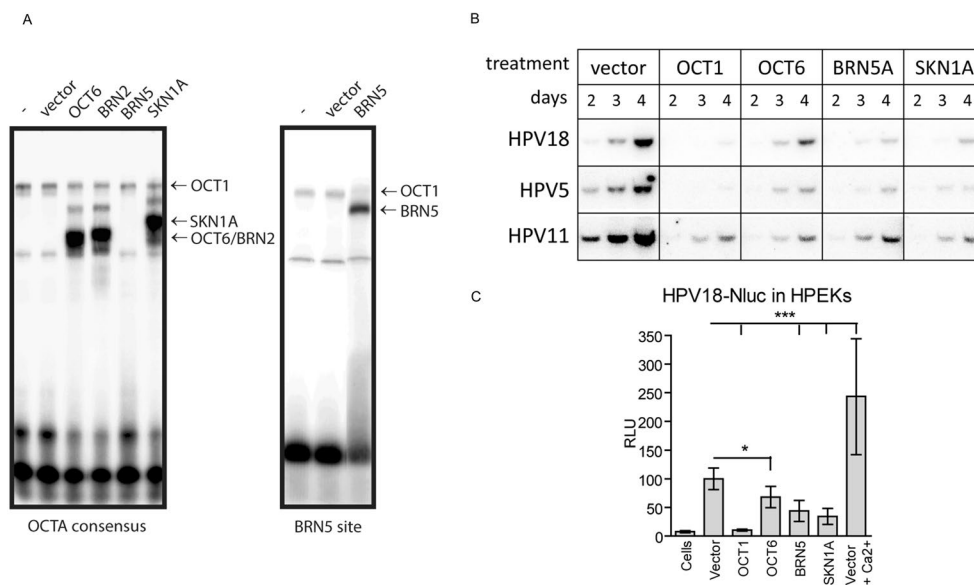 A
- vector OCT6 BRN2 BRN5 SKN1A
← OCT1
← SKN1A
← OCT6/BRN2
OCTA consensus
- vector BRN5
← OCT1
← BRN5
BRN5 site
B
treatment vector OCT1 OCT6 BRN5A SKN1A
days 2 3 4 2 3 4 2 3 4 2 3 4 2 3 4
HPV18
HPV5
HPV11
C
HPV18-Nluc in HPEKs
***
*
350
300
250
200
150
100
50
0
RLU
Cells
Vector
OCT1
OCT6
BRN5
SKN1A
Vector
+ Ca2+